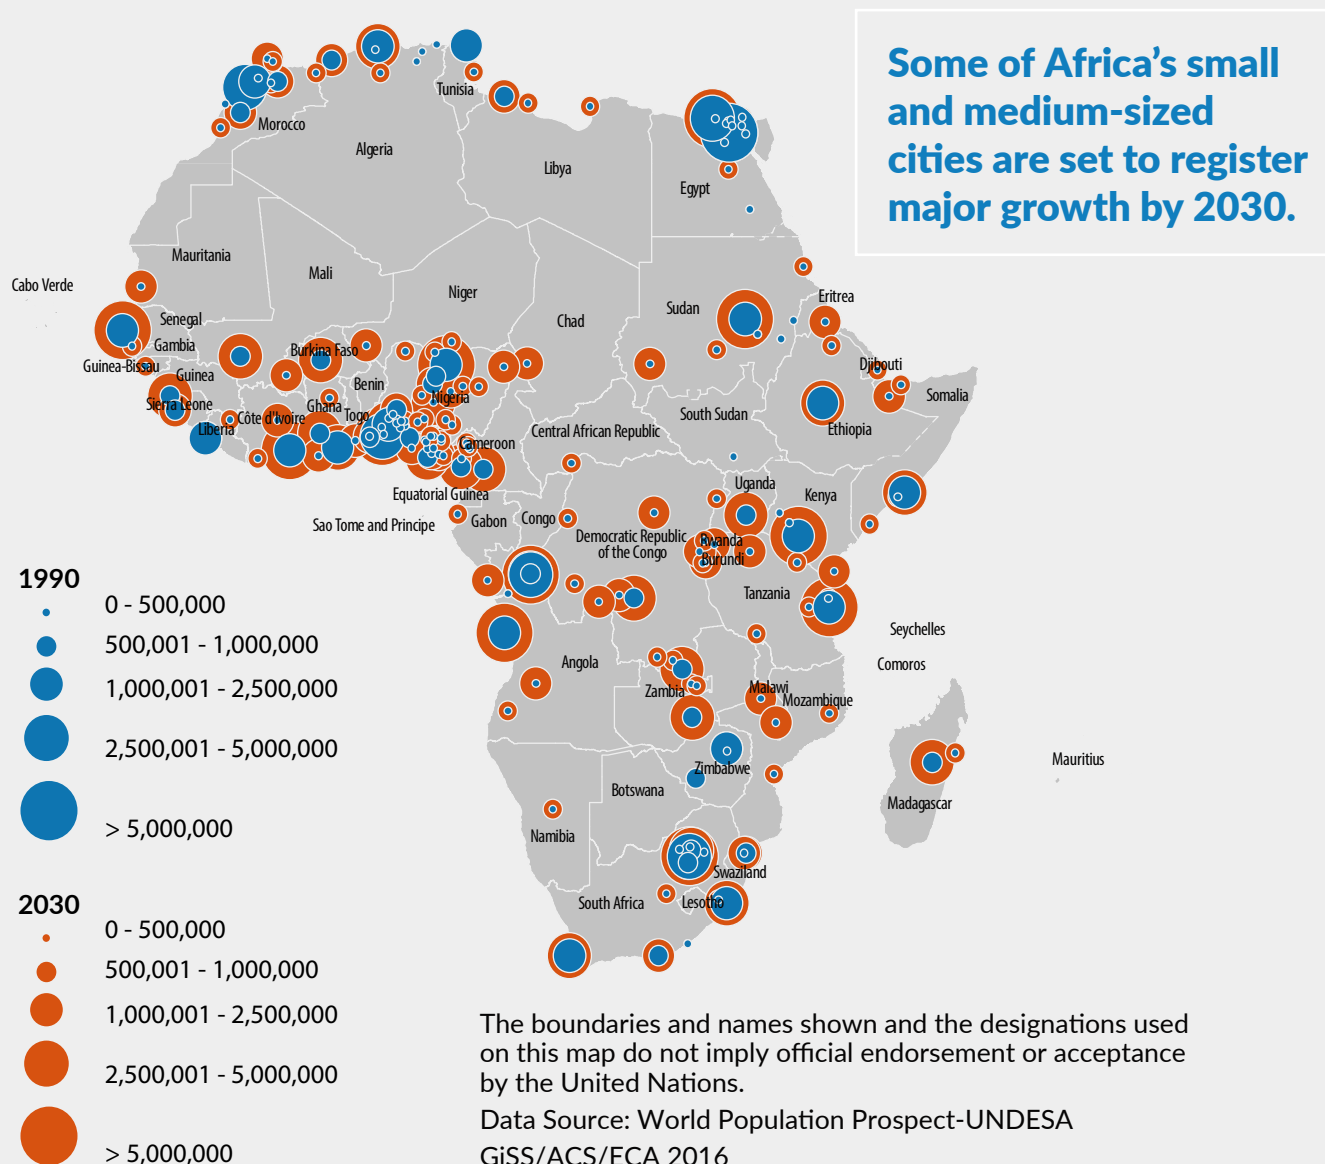 Some of Africa’s small
and medium-sized
cities are set to register
major growth by 2030.
Tunisia
Morocco
Algeria
Libya
Egypt
Mauritania
Mali
Niger
Chad
Sudan
Eritrea
Cabo Verde
Senegal
Gambia
Guinea-Bissau
Guinea
Burkina Faso
Benin
Djibouti
Somalia
Sierra Leone
Côte d'Ivoire
Ghana
Togo
Nigeria
South Sudan
Ethiopia
Liberia
Cameroon
Central African Republic
Equatorial Guinea
Uganda
Kenya
Sao Tome and Principe
Gabon
Congo
Democratic Republic
of the Congo
Rwanda
Burundi
Tanzania
Seychelles
Comoros
Angola
Zambia
Malawi
Mozambique
Zimbabwe
Botswana
Namibia
Madagascar
Mauritius
Swaziland
South Africa
Lesotho
1990
0 - 500,000
500,001 - 1,000,000
1,000,001 - 2,500,000
2,500,001 - 5,000,000
> 5,000,000
2030
0 - 500,000
500,001 - 1,000,000
1,000,001 - 2,500,000
2,500,001 - 5,000,000
> 5,000,000
The boundaries and names shown and the designations used
on this map do not imply official endorsement or acceptance
by the United Nations.
Data Source: World Population Prospect-UNDESA
GiSS/ACS/ECA 2016